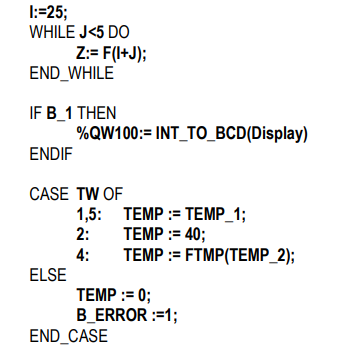 I:=25;
WHILE J<5 DO
Z:= F(I+J);
END_WHILE
IF B_1 THEN
%QW100:= INT_TO_BCD(Display)
ENDIF
CASE TW OF
1,5: TEMP := TEMP_1;
2: TEMP := 40;
4: TEMP := FTMP(TEMP_2);
ELSE
TEMP := 0;
B_ERROR :=1;
END_CASE